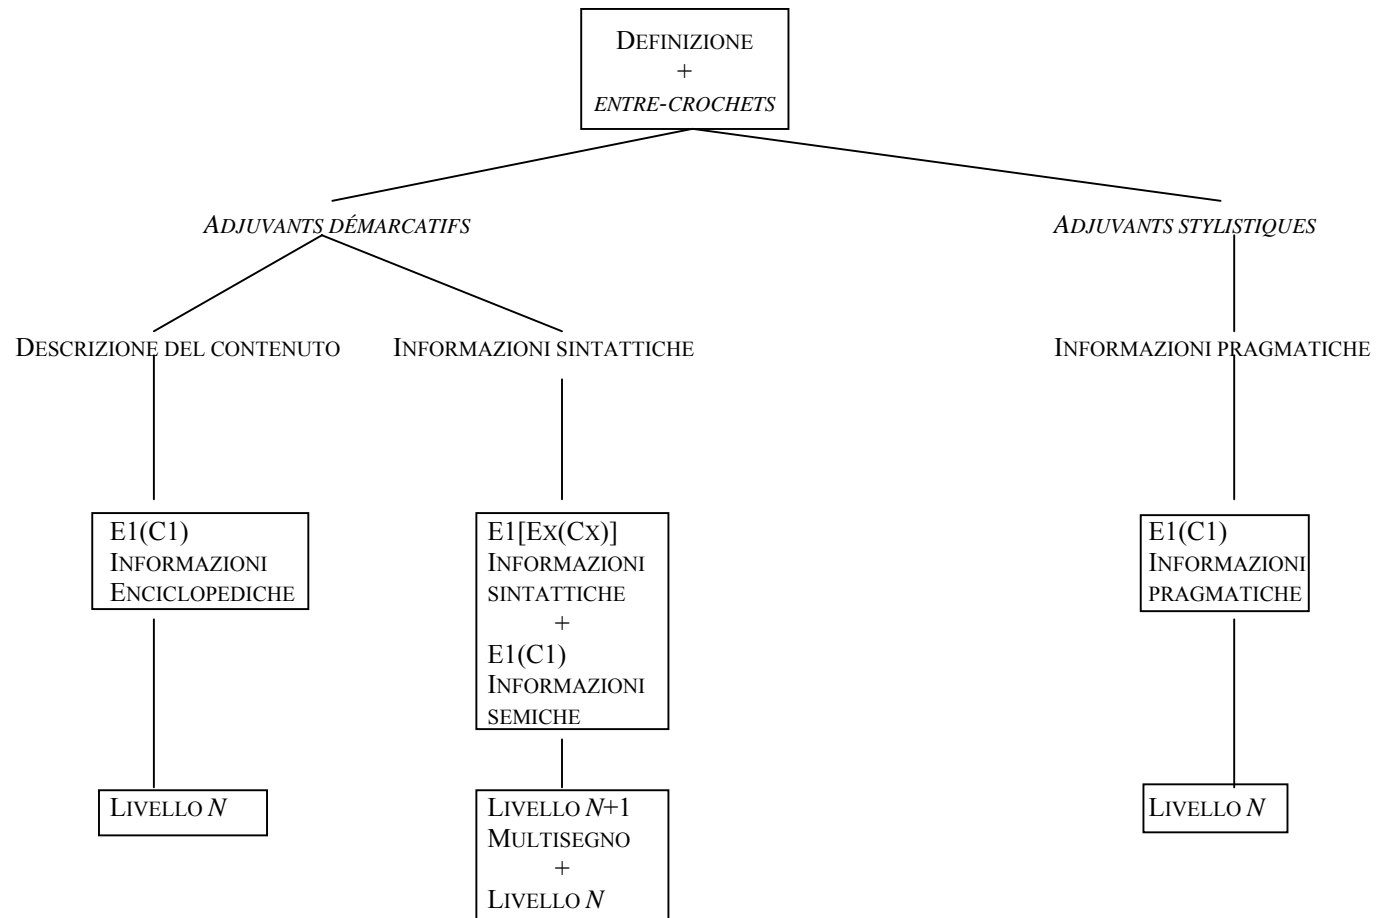 DEFINIZIONE
+
ENTRE-CROCHETS
ADJUVANTS DÉMARCATIFS
ADJUVANTS STYLISTIQUES
DESCRIZIONE DEL CONTENUTO
INFORMAZIONI SINTATTICHE
INFORMAZIONI PRAGMATICHE
E1(C1)
INFORMAZIONI
ENCICLOPEDICHE
E1[EX(CX)]
INFORMAZIONI
SINTATTICHE
+
E1(C1)
INFORMAZIONI
SEMICHE
E1(C1)
INFORMAZIONI
PRAGMATICHE
LIVELLO N
LIVELLO N+1
MULTISEGNO
+
LIVELLO N
LIVELLO N